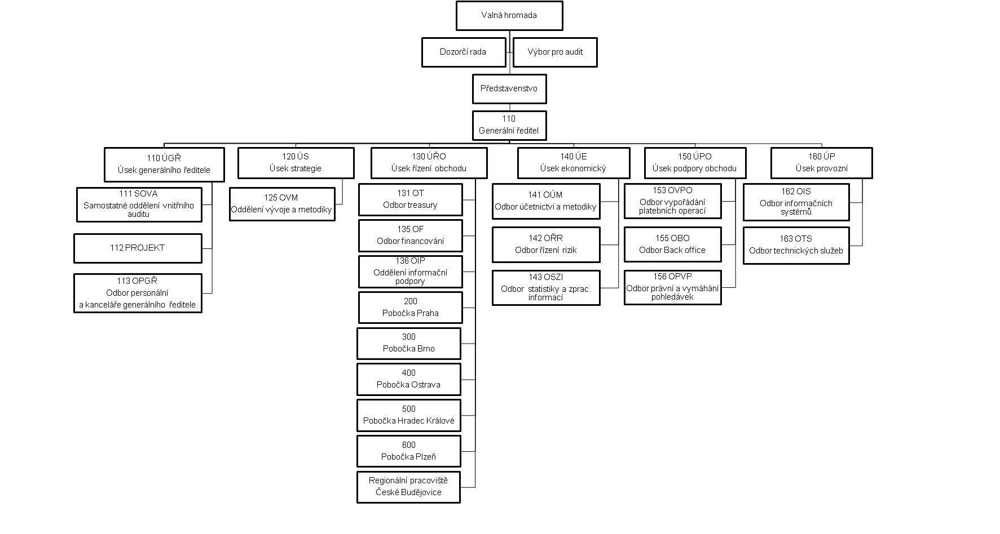 Valná hromada
Dozorčí rada
Výbor pro audit
Představenstvo
110
Generální ředitel
110 ÚGŘ
Úsek generálního ředitele
120 ÚS
Úsek strategie
130 ÚŘO
Úsek řízení obchodu
140 ÚE
Úsek ekonomický
150 ÚPO
Úsek podpory obchodu
160 ÚP
Úsek provozní
111 SOVA
Samostatné oddělení vnitřního
auditu
112 PROJEKT
113 OPGŘ
Odbor personální
a kanceláře generálního ředitele
125 OVM
Oddělení vývoje a metodiky
131 OT
Odbor treasury
135 OF
Odbor financování
136 OIP
Oddělení informační
podpory
200
Pobočka Praha
300
Pobočka Brno
400
Pobočka Ostrava
500
Pobočka Hradec Králové
600
Pobočka Plzeň
Regionální pracoviště
České Budějovice
141 OÚM
Odbor účetnictví a metodiky
142 OŘR
Odbor řízení rizik
143 OSZI
Odbor statistiky a zprac.
informací
153 OVPO
Odbor vypořádání
platebních operací
155 OBO
Odbor Back office
156 OPVP
Odbor právní a vymáhání
pohledávek
162 OIS
Odbor informačních
systémů
163 OTS
Odbor technických služeb